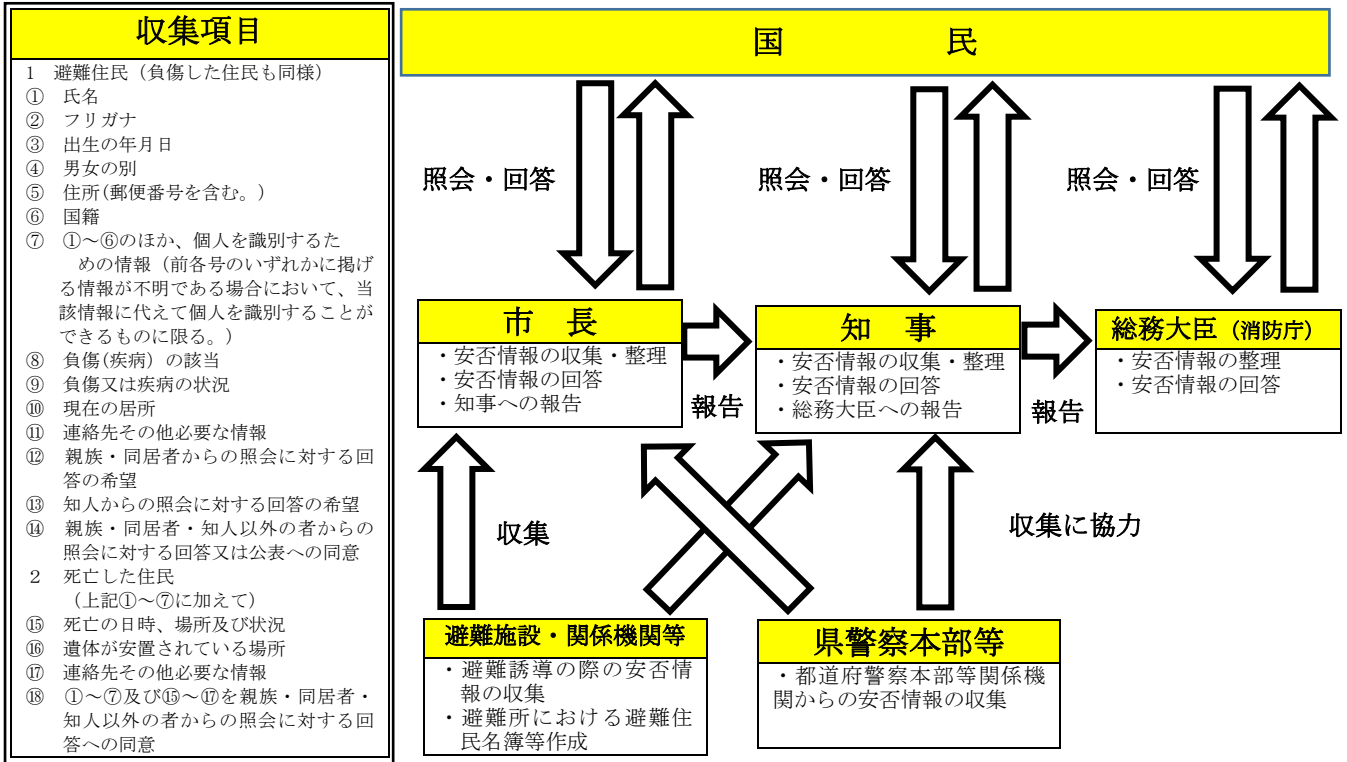 収集項目
1 避難住民（負傷した住民も同様）
① 氏名
② フリガナ
③ 出生の年月日
④ 男女の別
⑤ 住所(郵便番号を含む。)
⑥ 国籍
⑦ ①～⑥のほか、個人を識別するた
めの情報（前各号のいずれかに掲げ
る情報が不明である場合において、当
該情報に代えて個人を識別することが
できるものに限る。）
⑧ 負傷(疾病) の該当
⑨ 負傷又は疾病の状況
⑩ 現在の居所
⑪ 連絡先その他必要な情報
⑫ 親族・同居者からの照会に対する回
答の希望
⑬ 知人からの照会に対する回答の希望
⑭ 親族・同居者・知人以外の者からの
照会に対する回答又は公表への同意
2 死亡した住民
（上記①～⑦に加えて）
⑮ 死亡の日時、場所及び状況
⑯ 遺体が安置されている場所
⑰ 連絡先その他必要な情報
⑱ ①～⑦及び⑮～⑰を親族・同居者・
知人以外の者からの照会に対する回
答への同意
国 民
照会・回答
照会・回答
照会・回答
市 長
・安否情報の収集・整理
・安否情報の回答
・知事への報告
報告
知 事
・安否情報の収集・整理
・安否情報の回答
・総務大臣への報告
報告
総務大臣（消防庁）
・安否情報の整理
・安否情報の回答
収集
収集に協力
避難施設・関係機関等
・避難誘導の際の安否情
報の収集
・避難所における避難住
民名簿等作成
県警察本部等
・都道府警察本部等関係機
関からの安否情報の収集